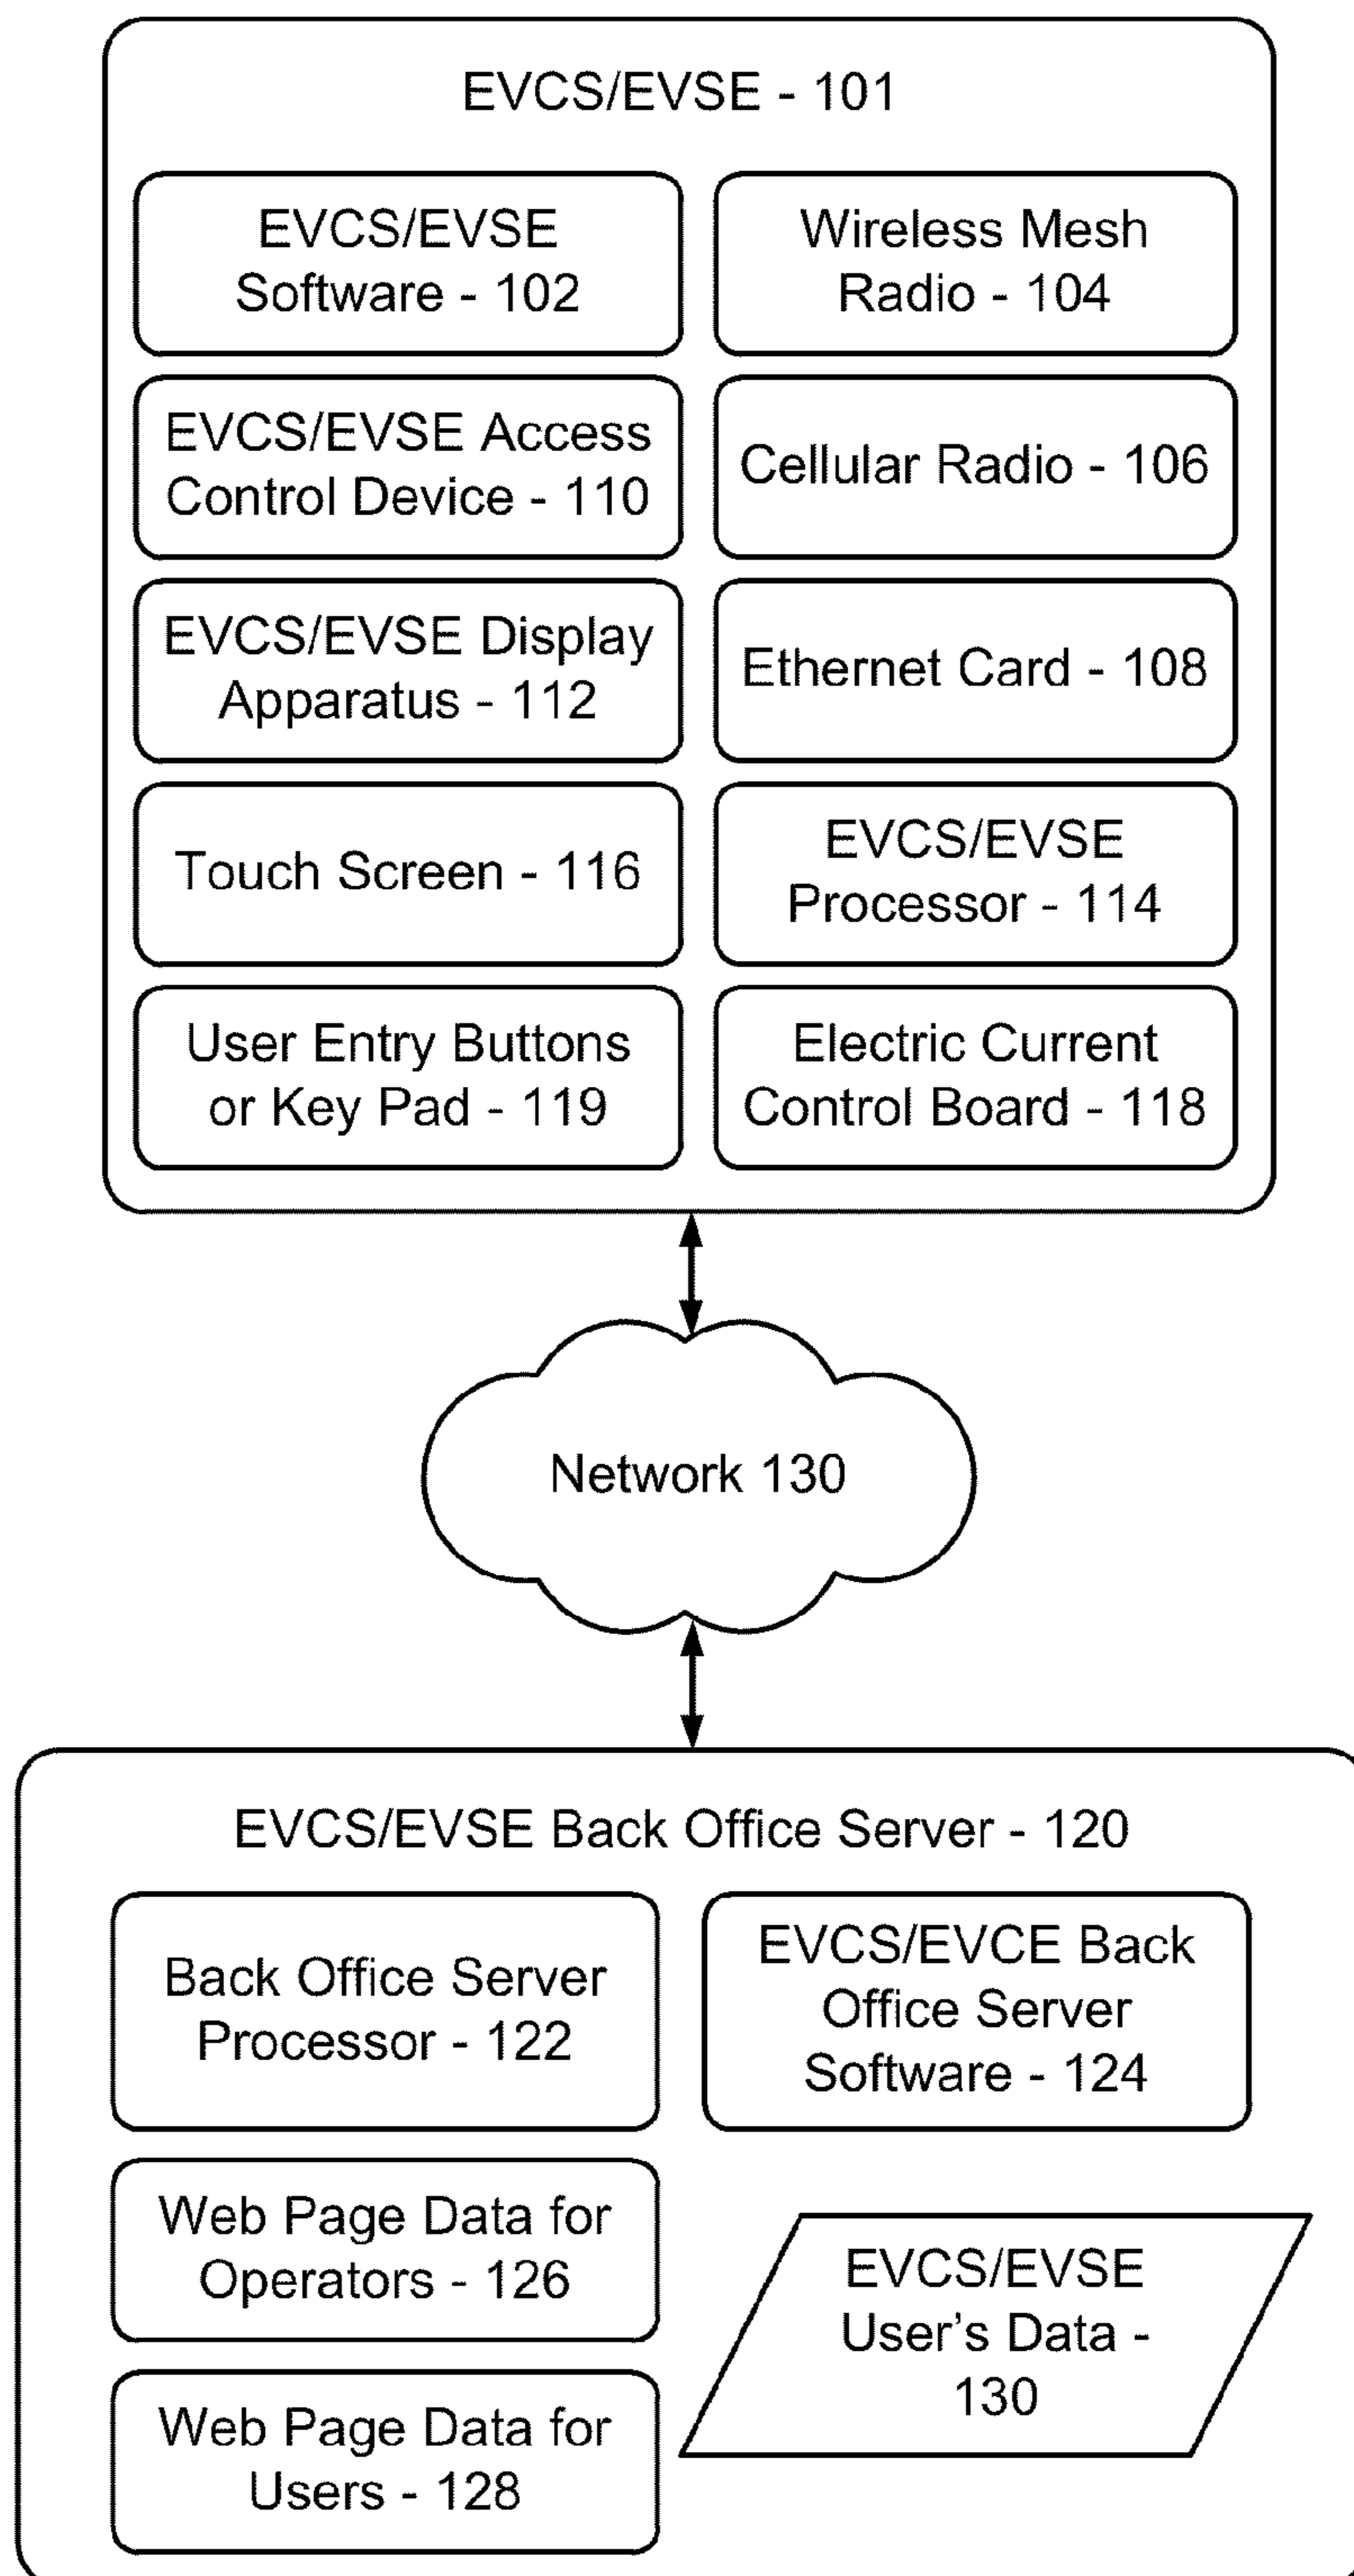 EVCS/EVSE - 101
EVCS/EVSE
Software - 102
Wireless Mesh
Radio - 104
EVCS/EVSE Access
Control Device - 110
Cellular Radio - 106
EVCS/EVSE Display
Apparatus - 112
Ethernet Card - 108
Touch Screen - 116
EVCS/EVSE
Processor - 114
User Entry Buttons
or Key Pad - 119
Electric Current
Control Board - 118
Network 130
EVCS/EVSE Back Office Server - 120
Back Office Server
Processor - 122
EVCS/EVCE Back
Office Server
Software - 124
Web Page Data for
Operators - 126
EVCS/EVSE
User’s Data -
130
Web Page Data for
Users - 128